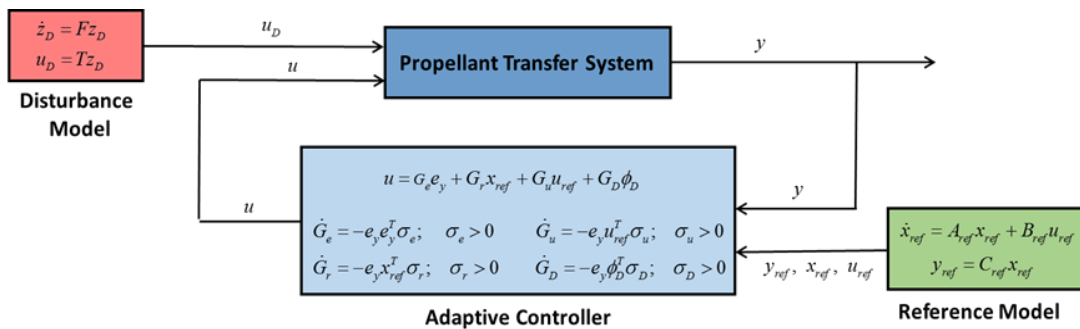 ż_D = Fz_D
u_D = Tz_D
Disturbance
Model
u_D
u
Propellant Transfer System
y
u = G_e e_y + G_r x_ref + G_u u_ref + G_D ϕ_D
Ġ_e = −e_y e_y^T σ_e; σ_e > 0 Ġ_u = −e_y u_ref^T σ_u; σ_u > 0
Ġ_r = −e_y x_ref^T σ_r; σ_r > 0 Ġ_D = −e_y ϕ_D^T σ_D; σ_D > 0
Adaptive Controller
u
y
y_ref, x_ref, u_ref
ẋ_ref = A_ref x_ref + B_ref u_ref
y_ref = C_ref x_ref
Reference Model